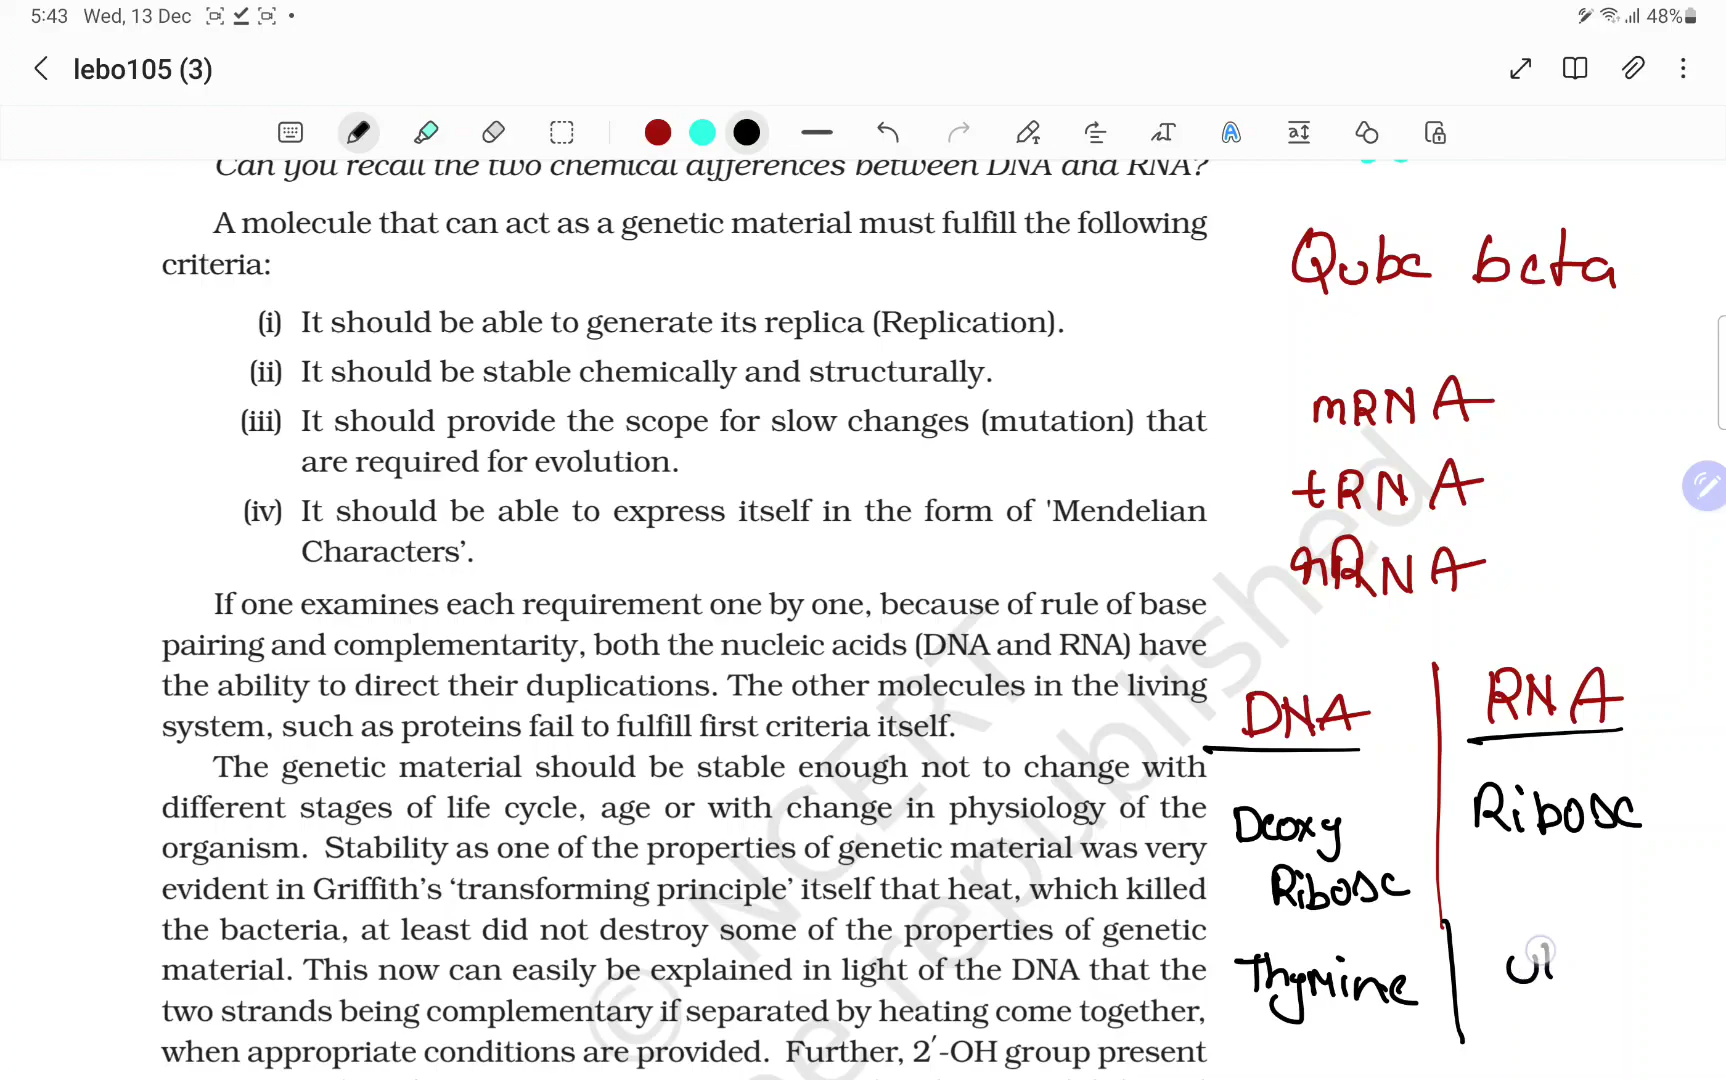 5:43 Wed, 13 Dec
48%
lebo105 (3)
Can you recall the two chemical differences between DNA and RNA?
A molecule that can act as a genetic material must fulfill the following
criteria:
(i) It should be able to generate its replica (Replication).
(ii) It should be stable chemically and structurally.
(iii) It should provide the scope for slow changes (mutation) that
are required for evolution.
(iv) It should be able to express itself in the form of 'Mendelian
Characters’.
If one examines each requirement one by one, because of rule of base
pairing and complementarity, both the nucleic acids (DNA and RNA) have
the ability to direct their duplications. The other molecules in the living
system, such as proteins fail to fulfill first criteria itself.
The genetic material should be stable enough not to change with
different stages of life cycle, age or with change in physiology of the
organism. Stability as one of the properties of genetic material was very
evident in Griffith’s ‘transforming principle’ itself that heat, which killed
the bacteria, at least did not destroy some of the properties of genetic
material. This now can easily be explained in light of the DNA that the
two strands being complementary if separated by heating come together,
when appropriate conditions are provided. Further, 2′-OH group present
Qube beta
mRNA
tRNA
rRNA
DNA
RNA
Deoxy
Ribose
Ribose
Thymine
© NCERT
republished